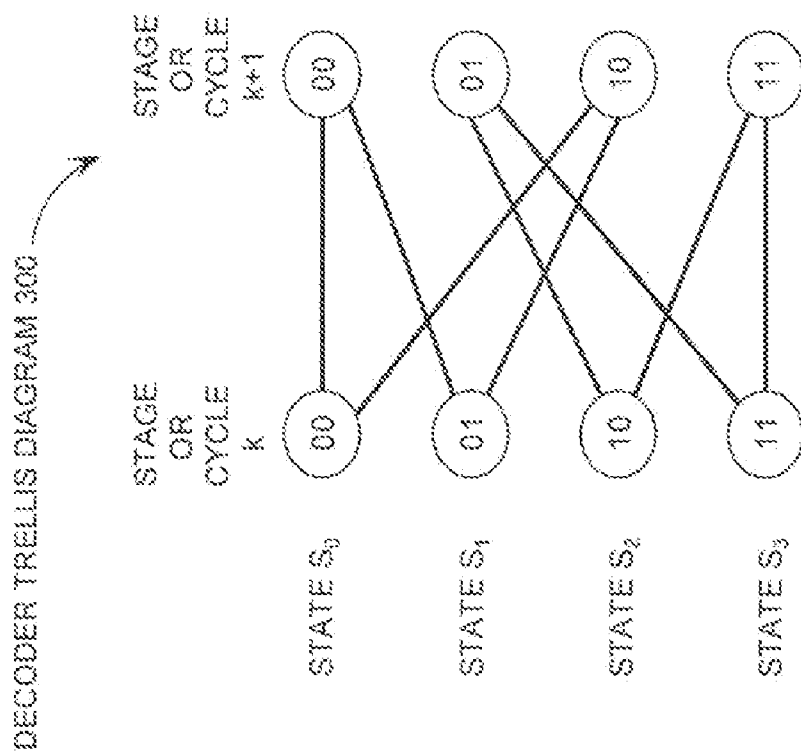 DECODER TRELLIS DIAGRAM 300
STAGE
OR
CYCLE
k
STAGE
OR
CYCLE
k+1
STATE S₀
00
00
STATE S₁
01
01
STATE S₂
10
10
STATE S₃
11
11